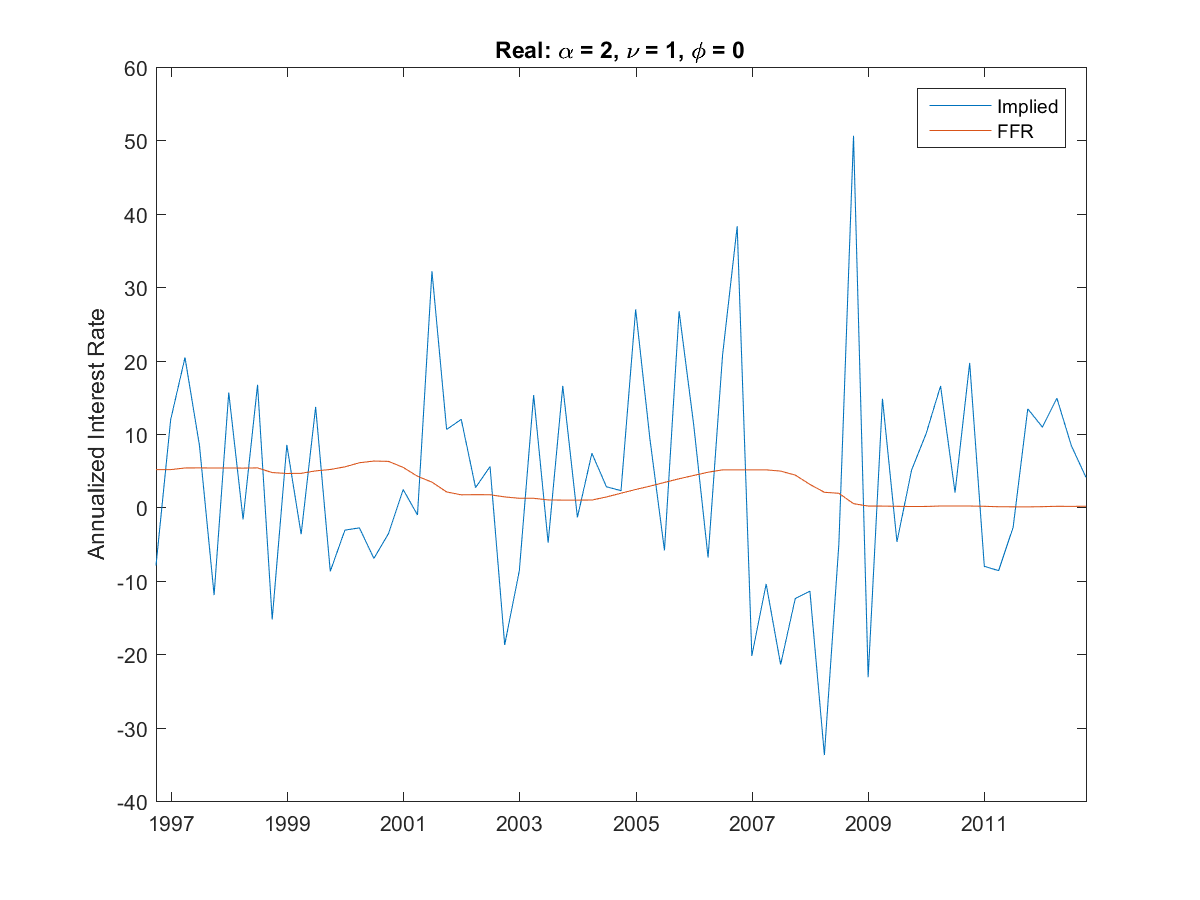 Real: α = 2, ν = 1, ϕ = 0
Implied
FFR
Annualized Interest Rate
60
50
40
30
20
10
0
-10
-20
-30
-40
1997 1999 2001 2003 2005 2007 2009 2011